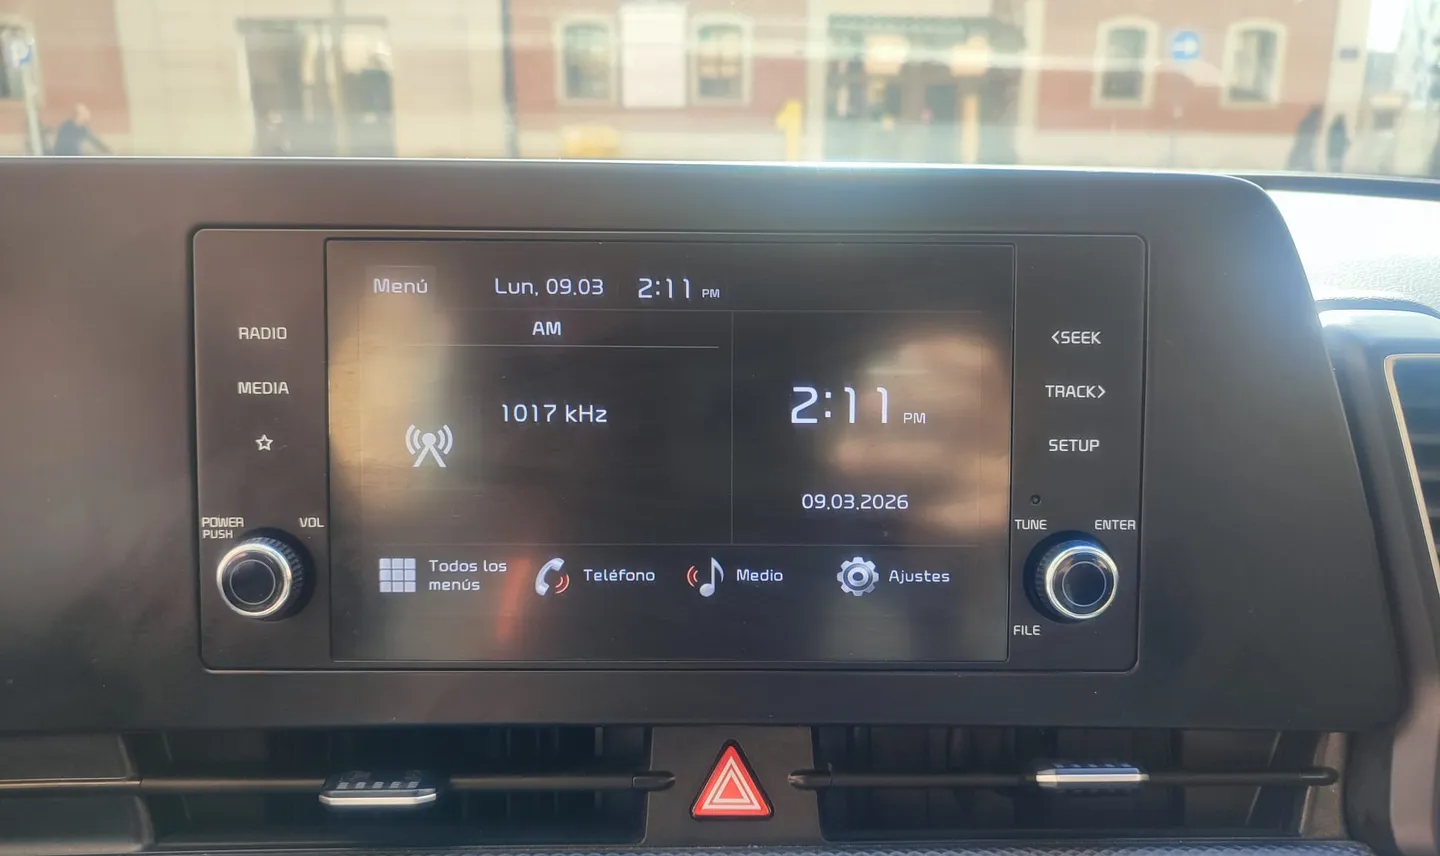 Menú Lun, 09.03 2:11 PM
AM
1017 kHz
2:11 PM
09.03.2026
Todos los
menús
Teléfono
Medio
Ajustes
RADIO
MEDIA
POWER
PUSH
VOL
<SEEK
TRACK>
SETUP
TUNE
ENTER
FILE
P